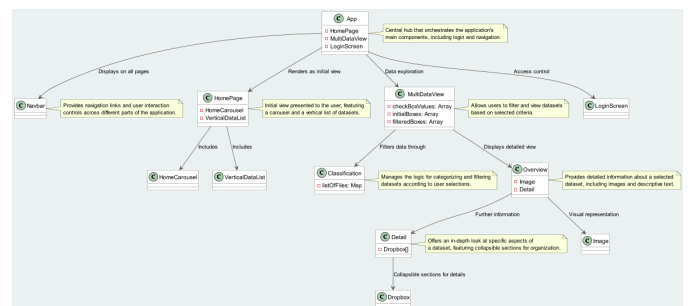 C App
HomePage
MultiDataView
LoginScreen
Central hub that orchestrates the application's
main components, including login and navigation.
Displays on all pages
Renders as initial view
Data exploration
Access control
C Navbar
Provides navigation links and user interaction
controls across different parts of the application.
C HomePage
HomeCarousel
VerticalDataList
Initial view presented to the user, featuring
a carousel and a vertical list of datasets.
C MultiDataView
checkBoxValues: Array
initialBoxes: Array
filteredBoxes: Array
Allows users to filter and view datasets
based on selected criteria.
C LoginScreen
Includes
Includes
Filters data through
Displays detailed view
C HomeCarousel
C VerticalDataList
C Classification
listOfFiles: Map
Manages the logic for categorizing and filtering
datasets according to user selections.
C Overview
Image
Detail
Provides detailed information about a selected
dataset, including images and descriptive text.
Further information
Visual representation
C Detail
Dropbox[]
Offers an in-depth look at specific aspects
of a dataset, featuring collapsible sections for organization.
C Image
Collapsible sections for details
C Dropbox